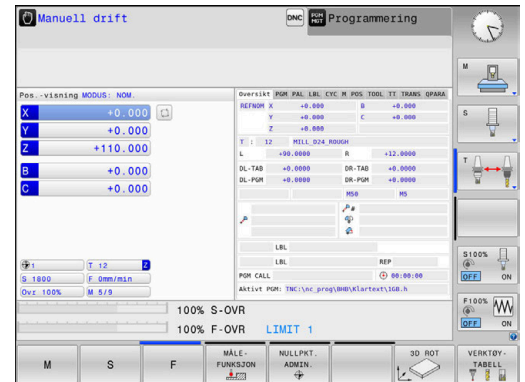 Manuell drift
DNC
PGM MGT
Programmering
Pos.-visning MODUS: NOM.
X +0.000
Y +0.000
Z +110.000
B +0.000
C +0.000
1 T 12 Z
S 1800 F 0mm/min
Ovr 100% M 5/9
Oversikt PGM PAL LBL CYC M POS TOOL TT TRANS QPARA
REFNOM X +0.000 B +0.000
Y +0.000 C +0.000
Z +0.000
T : 12 MILL_D24_ROUGH
L +90.0000 R +12.0000
DL-TAB +0.0000 DR-TAB +0.0000
DL-PGM +0.0000 DR-PGM +0.0000
M50 M5
LBL
LBL REP
PGM CALL 00:00:00
Aktivt PGM: TNC:\nc_prog\BHB\Klartext\1GB.h
100% S-OVR
100% F-OVR LIMIT 1
M
S
F
MÅLE-
FUNKSJON
NULLPKT.
ADMIN.
3D ROT
VERKTØY-
TABELL
M
S
T
S100%
OFF ON
F100%
OFF ON